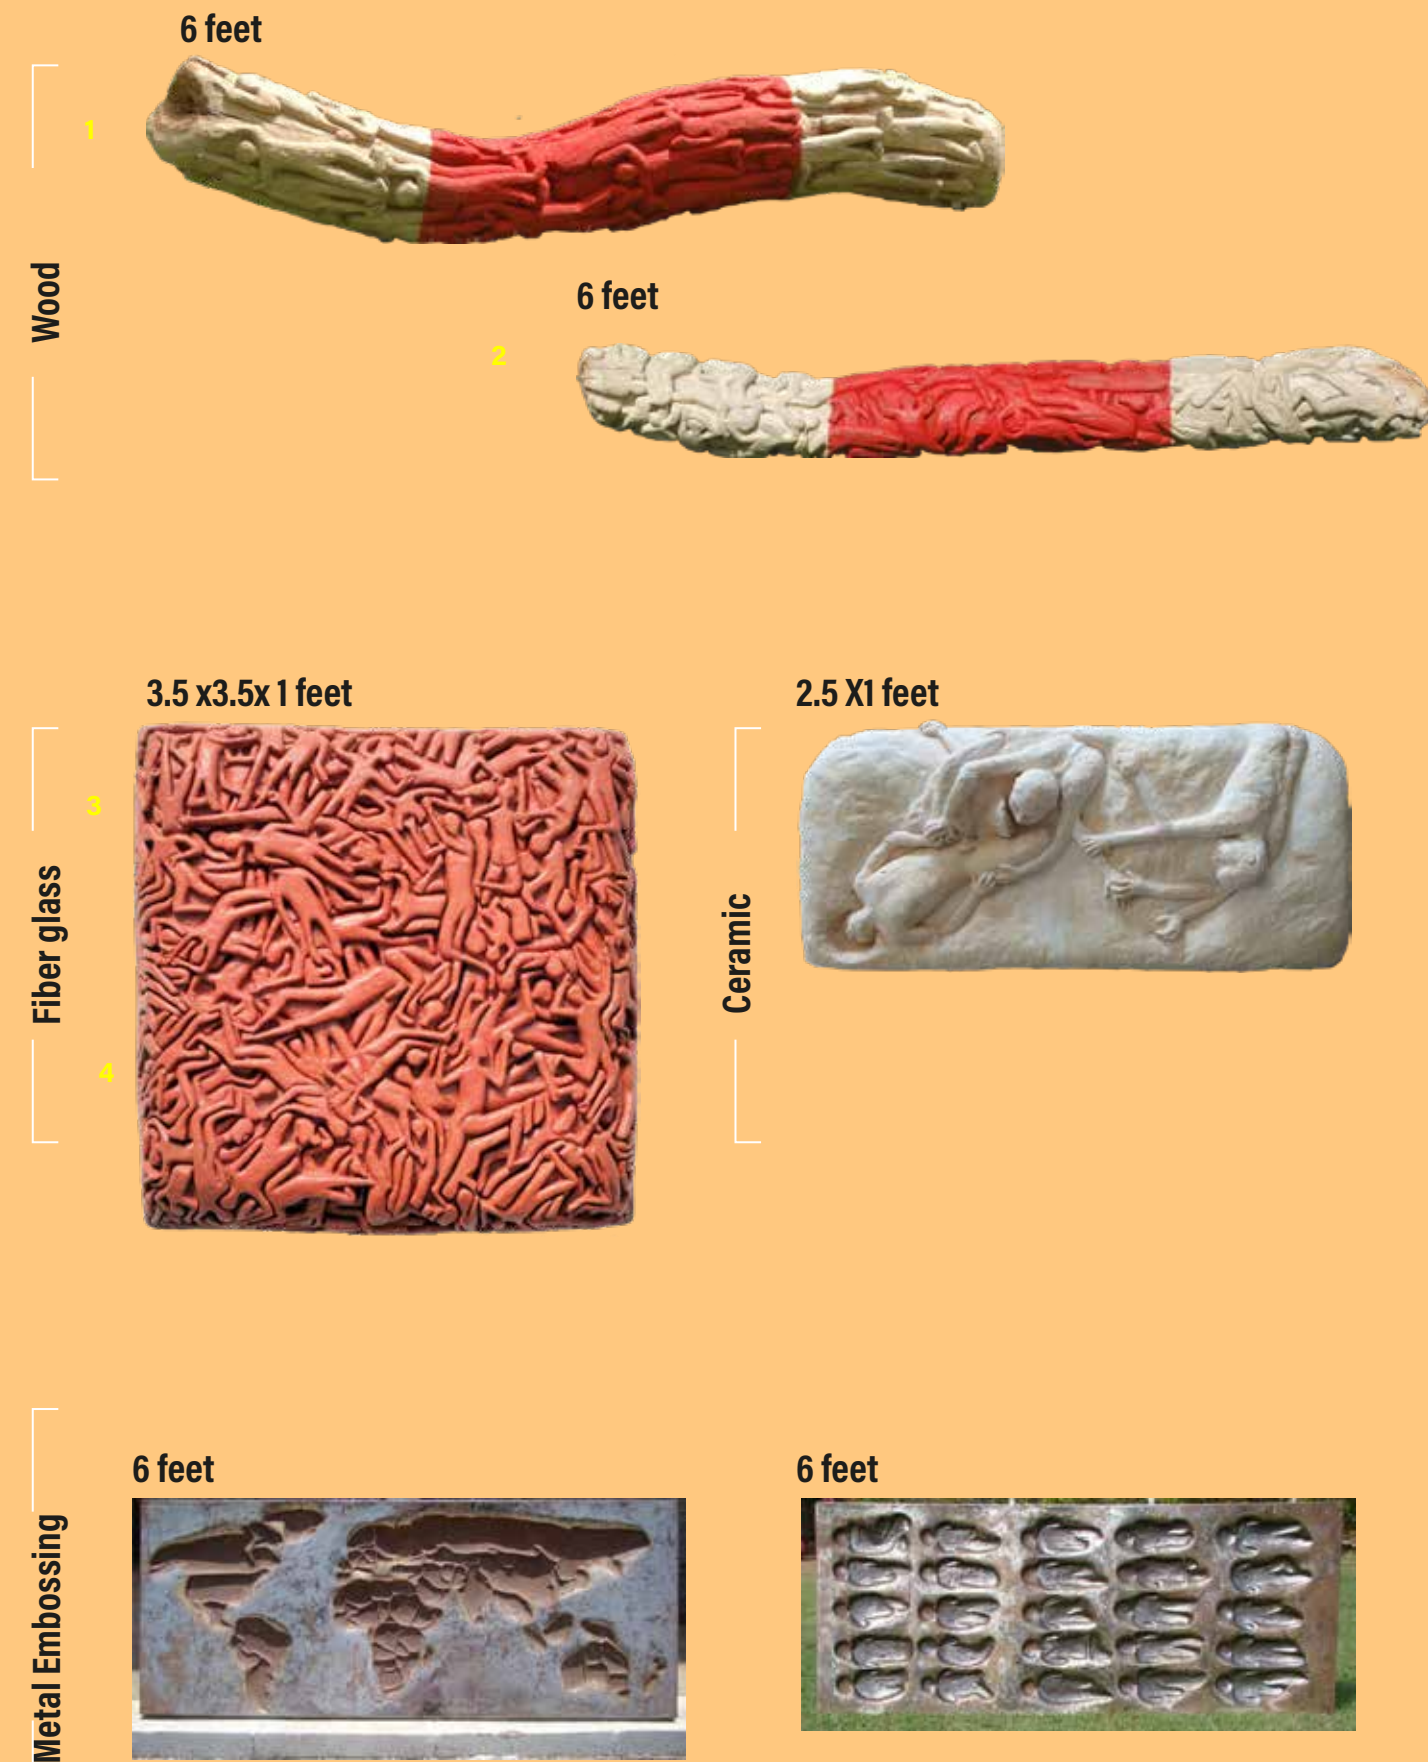 6 feet
1
Wood
6 feet
2
3.5 x3.5x 1 feet
2.5 X1 feet
3
Fiber glass
Ceramic
4
6 feet
6 feet
Metal Embossing